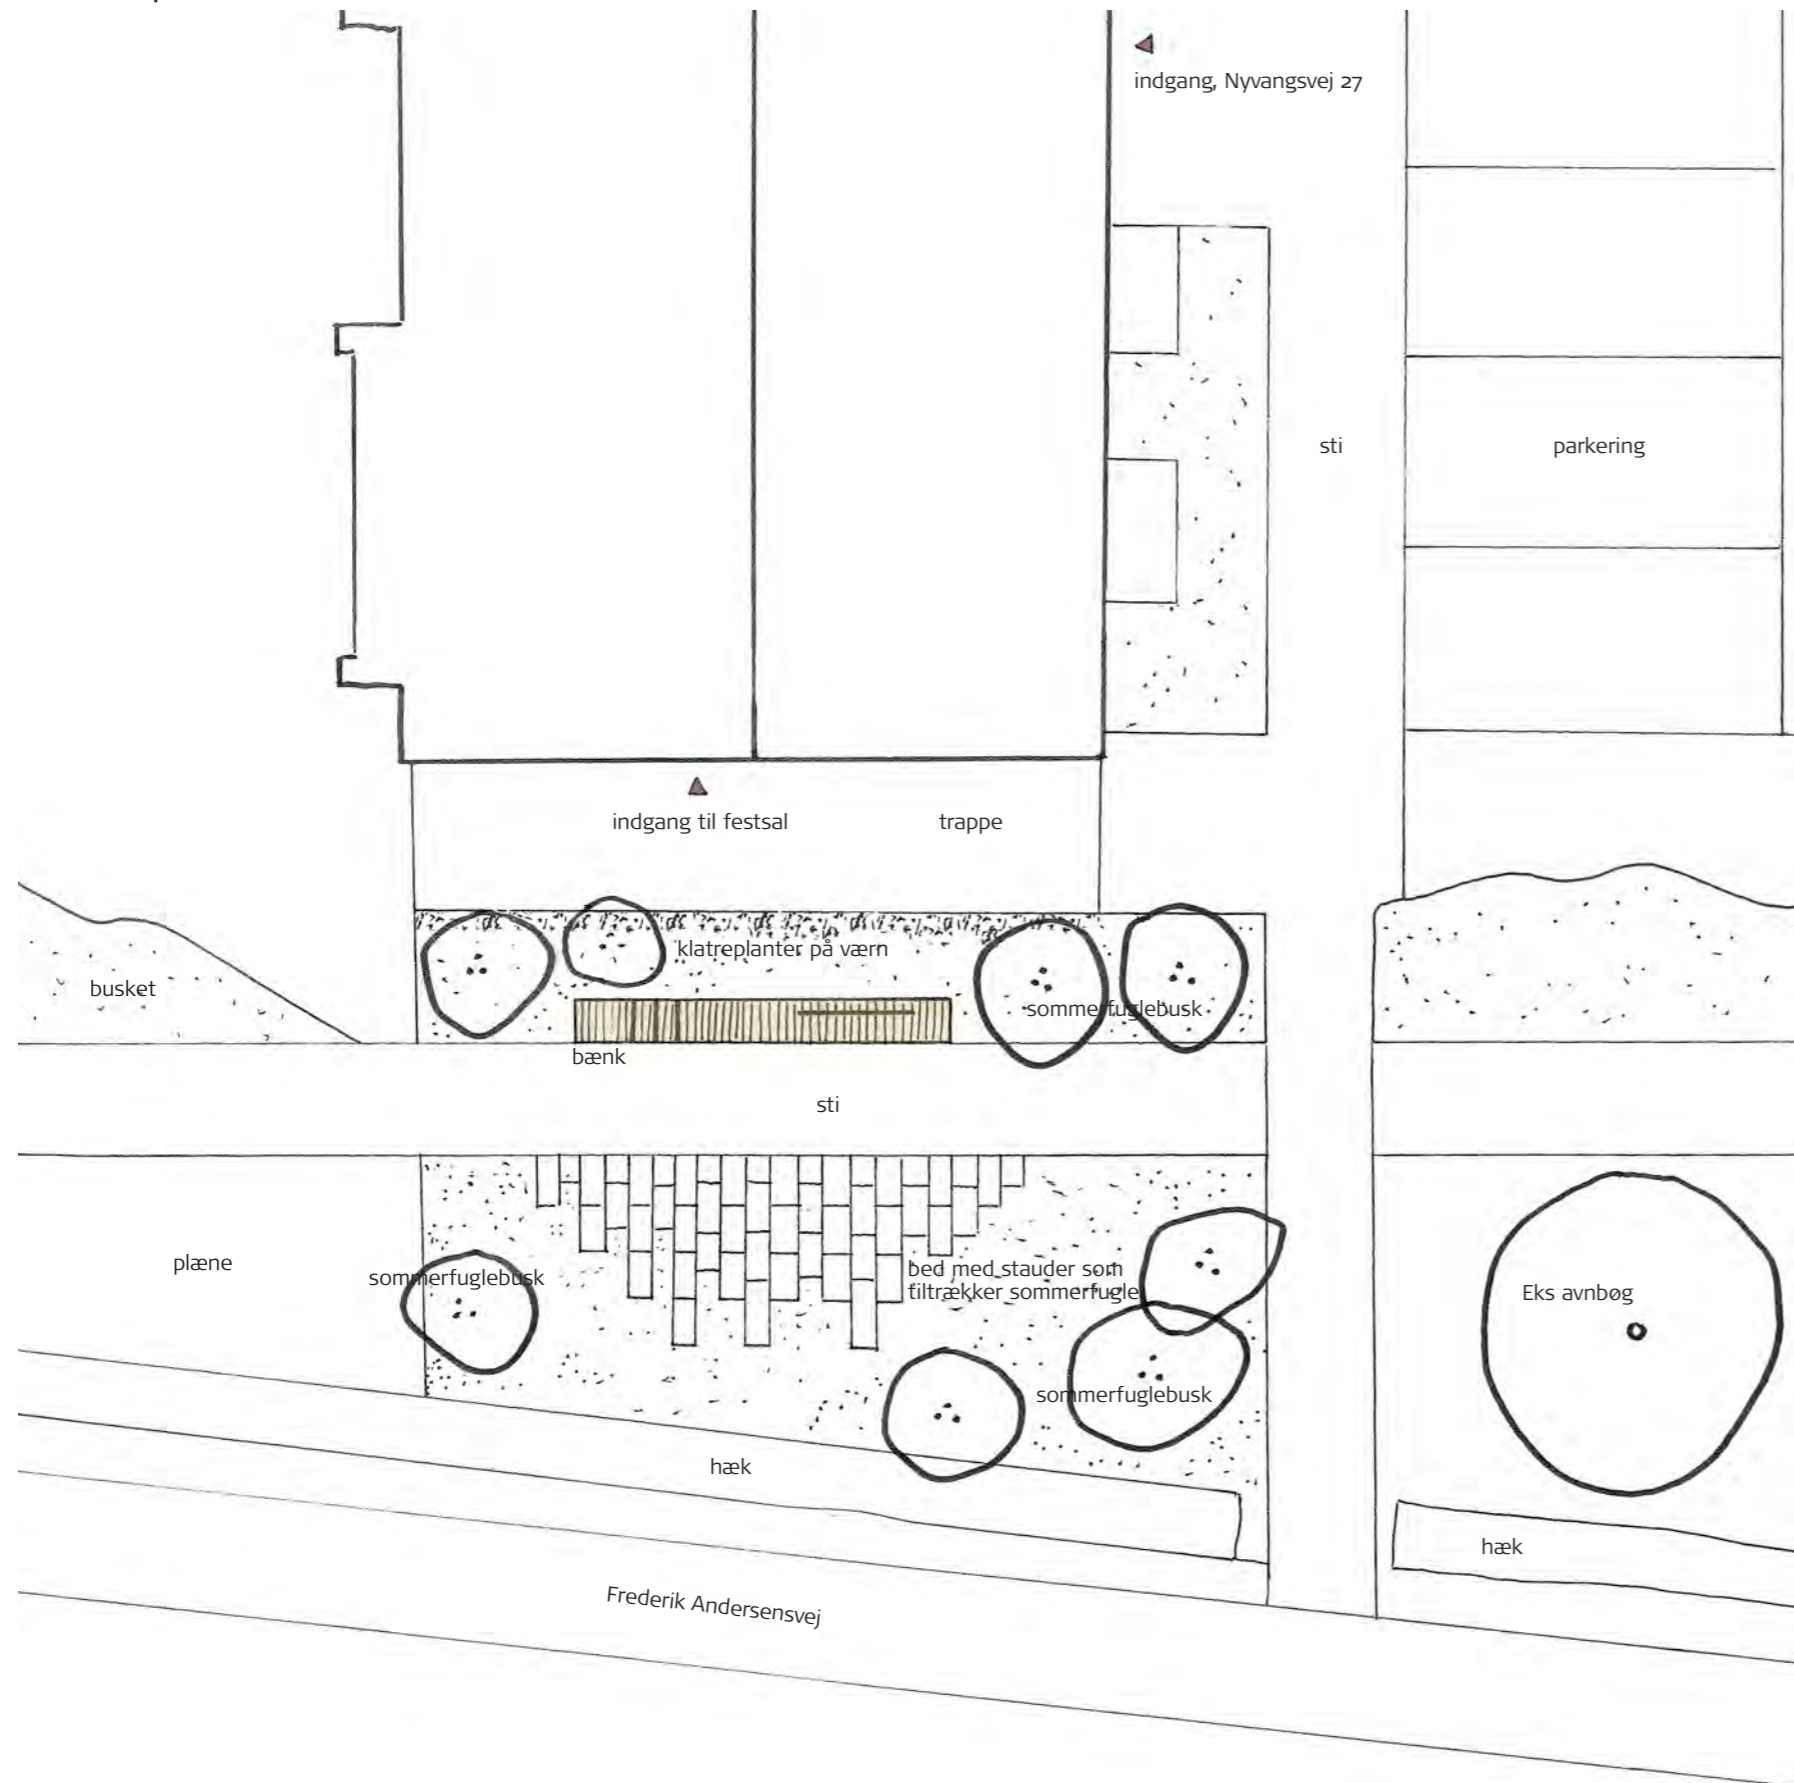 indgang, Nyvangsvej 27
sti
parkering
indgang til festsal
trappe
klatreplanter på værn
busket
sommerfuglebusk
bænk
sti
plæne
sommerfuglebusk
bed med stauder som
tiltrækker sommerfugle
Eks avnbøg
sommerfuglebusk
hæk
hæk
Frederik Andersensvej